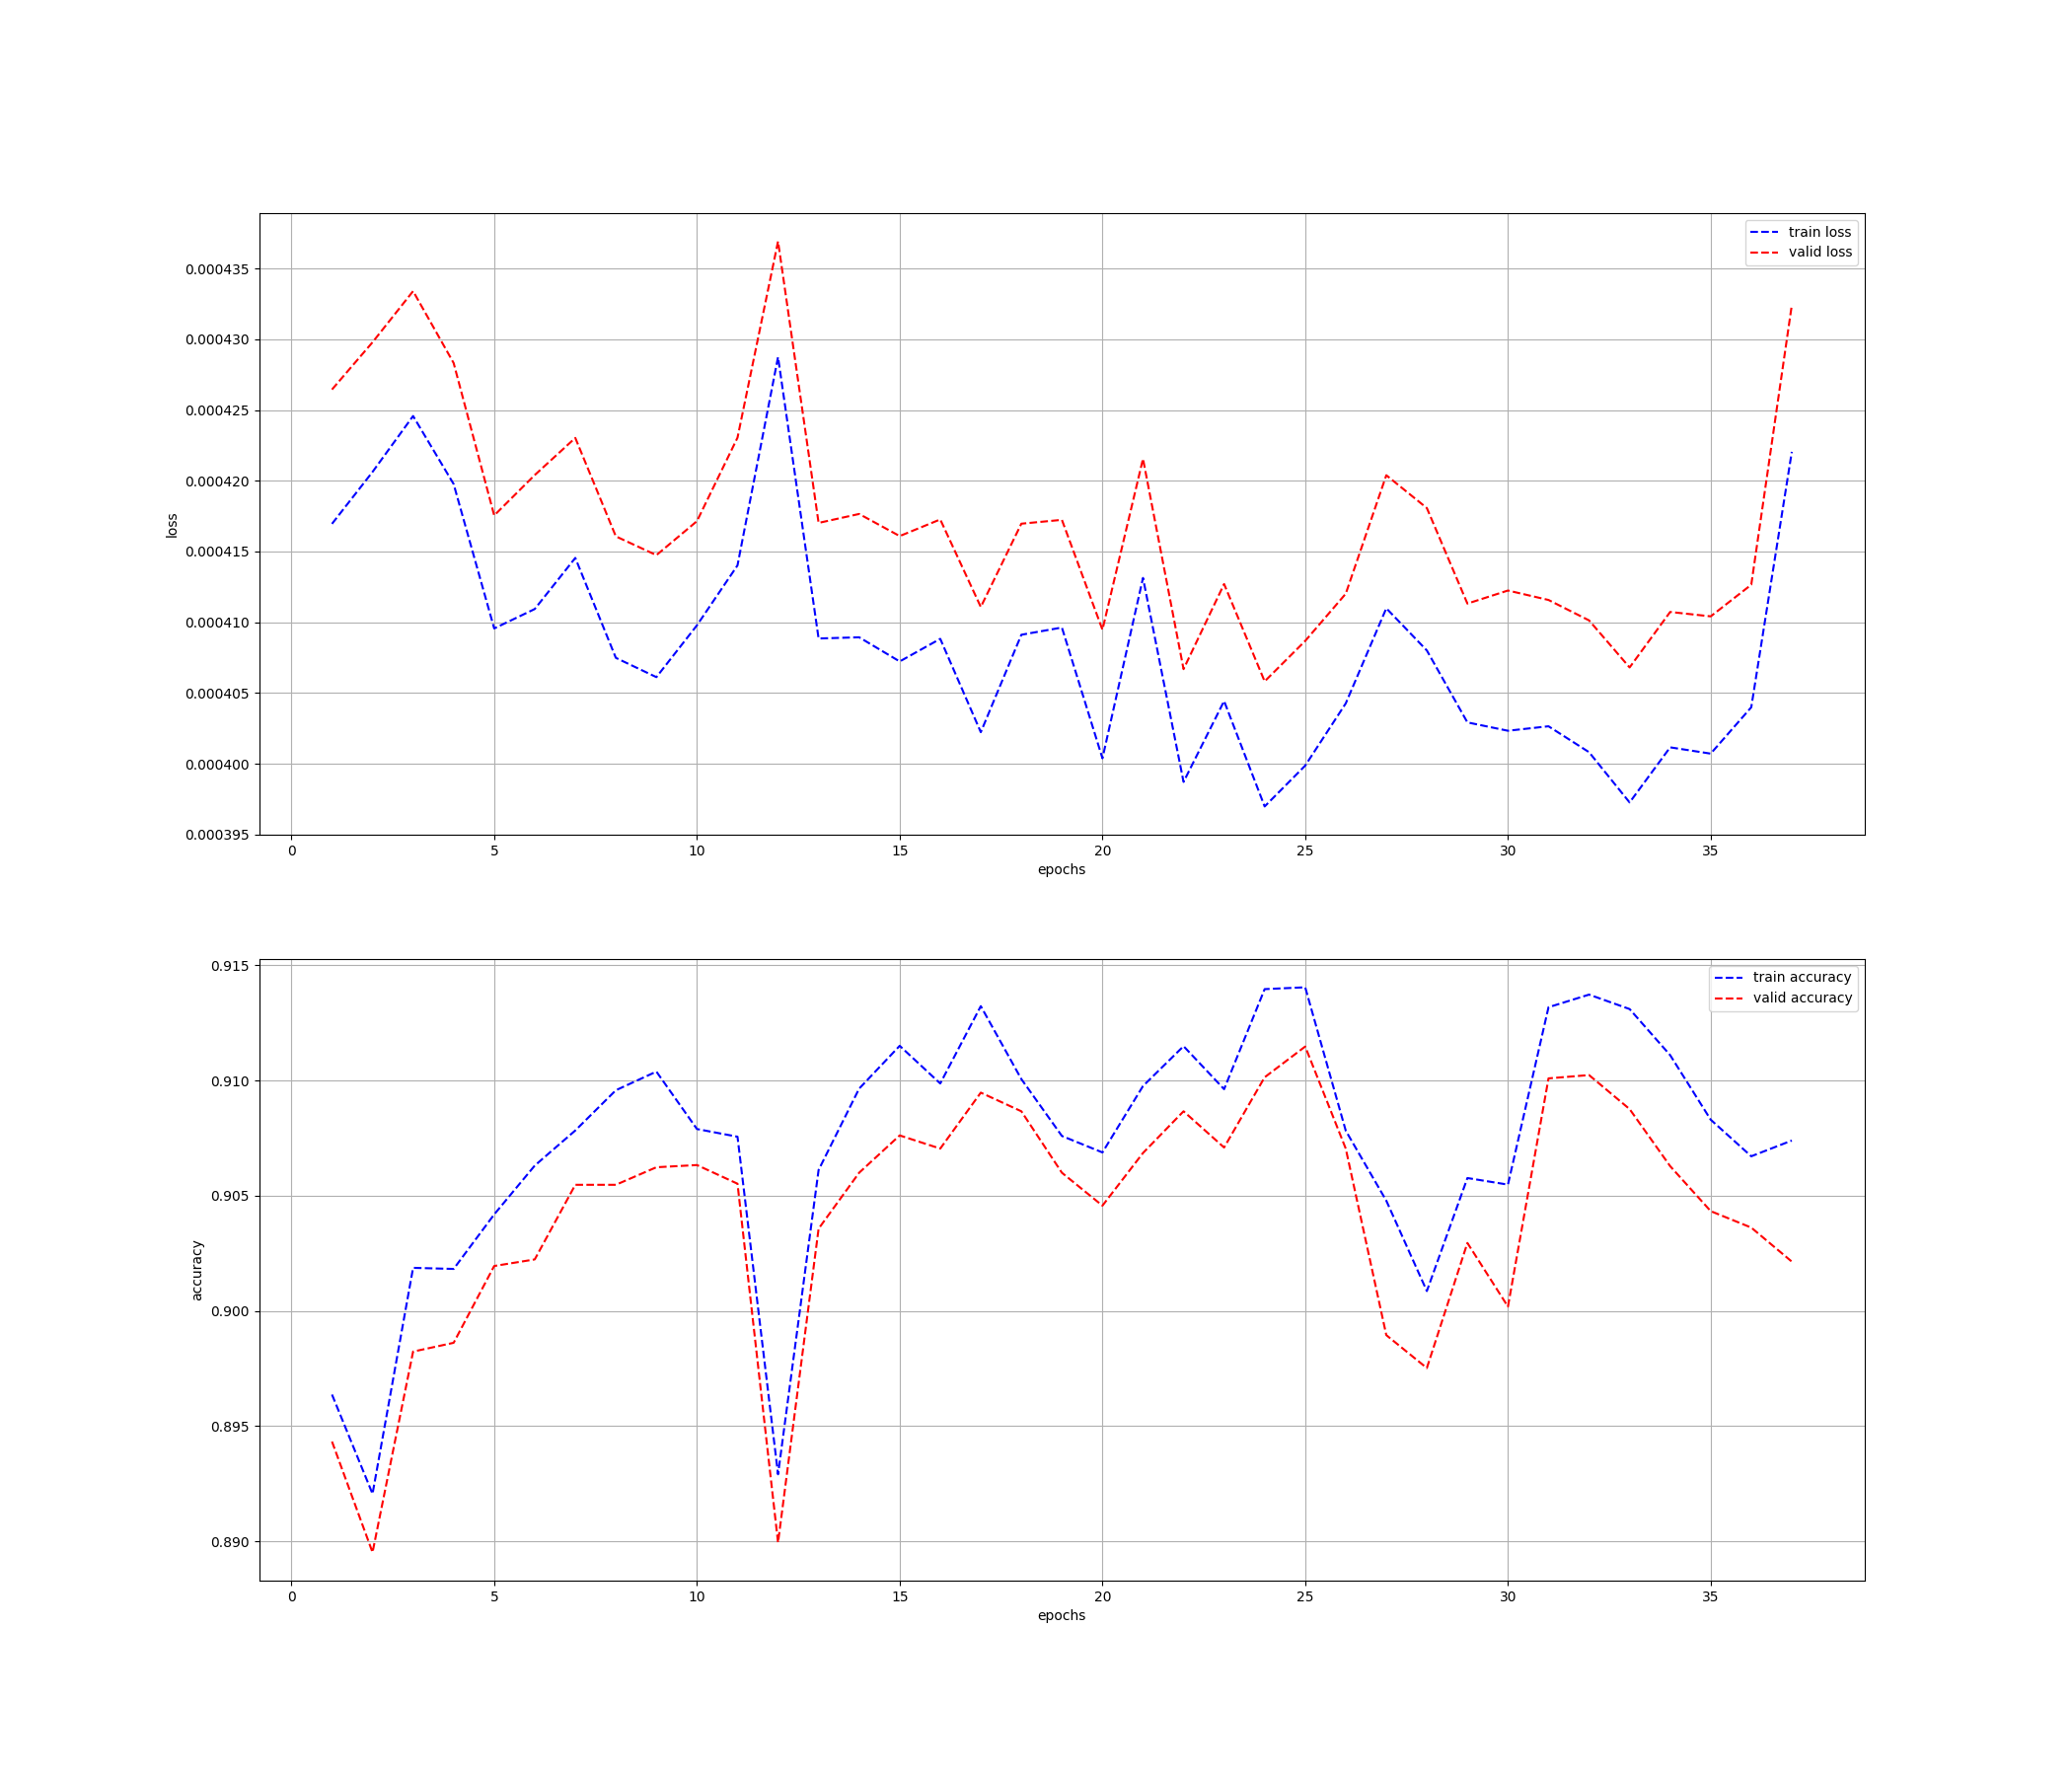 train loss
valid loss
0.000435
0.000430
0.000425
0.000420
0.000415
0.000410
0.000405
0.000400
0.000395
loss
0 5 10 15 20 25 30 35
epochs
train accuracy
valid accuracy
0.915
0.910
0.905
0.900
0.895
0.890
accuracy
0 5 10 15 20 25 30 35
epochs